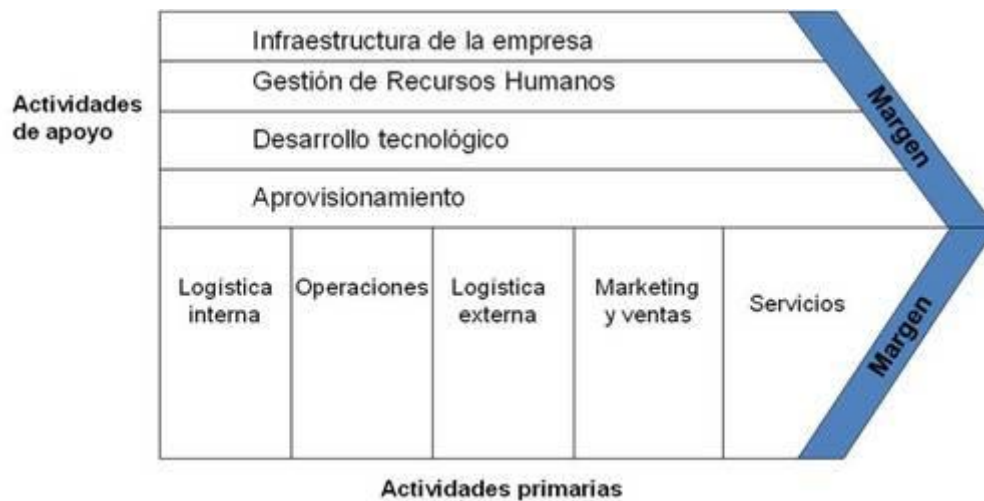 Infraestructura de la empresa
Gestión de Recursos Humanos
Actividades
de apoyo
Desarrollo tecnológico
Aprovisionamiento
Margen
Logística
interna
Operaciones
Logística
externa
Marketing
y ventas
Servicios
Margen
Actividades primarias